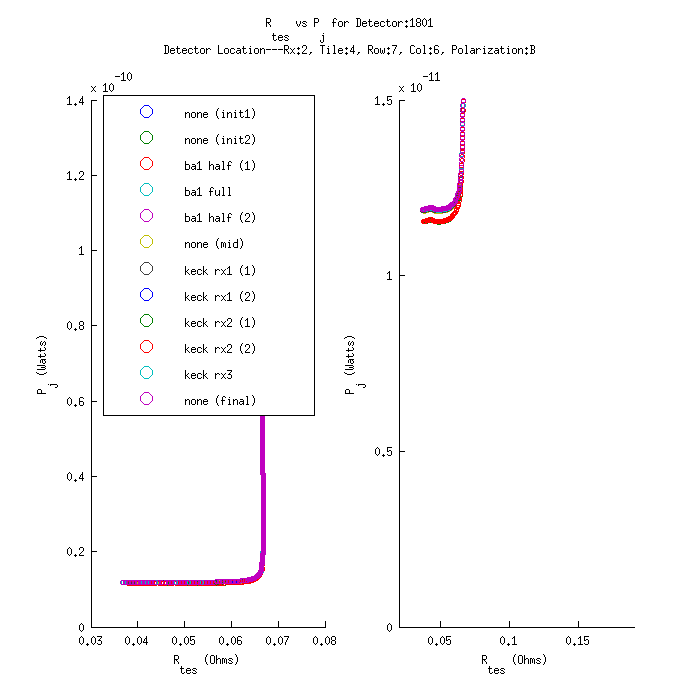 R    vs P  for Detector:1801
tes     j
Detector Location---Rx:2, Tile:4, Row:7, Col:6, Polarization:B
x 10^-10
x 10^-11
1.4
1.2
1
0.8
0.6
0.4
0.2
0
P_j (Watts)
none (init1)
none (init2)
ba1 half (1)
ba1 full
ba1 half (2)
none (mid)
keck rx1 (1)
keck rx1 (2)
keck rx2 (1)
keck rx2 (2)
keck rx3
none (final)
0.03 0.04 0.05 0.06 0.07 0.08
R_tes (Ohms)
1.5
1
0.5
0
P_j (Watts)
0.05 0.1 0.15
R_tes (Ohms)